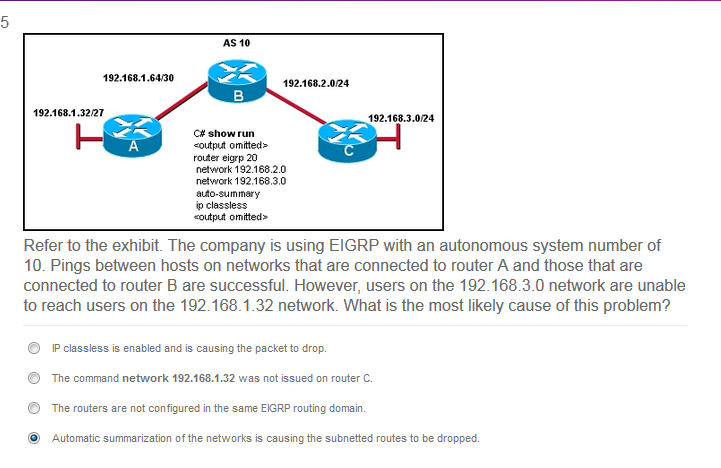 5
AS 10
192.168.1.64/30
192.168.2.0/24
B
192.168.1.32/27
192.168.3.0/24
A
C
C# show run
<output omitted>
router eigrp 20
network 192.168.2.0
network 192.168.3.0
auto-summary
ip classless
<output omitted>
Refer to the exhibit. The company is using EIGRP with an autonomous system number of
10. Pings between hosts on networks that are connected to router A and those that are
connected to router B are successful. However, users on the 192.168.3.0 network are unable
to reach users on the 192.168.1.32 network. What is the most likely cause of this problem?
IP classless is enabled and is causing the packet to drop.
The command network 192.168.1.32 was not issued on router C.
The routers are not configured in the same EIGRP routing domain.
Automatic summarization of the networks is causing the subnetted routes to be dropped.